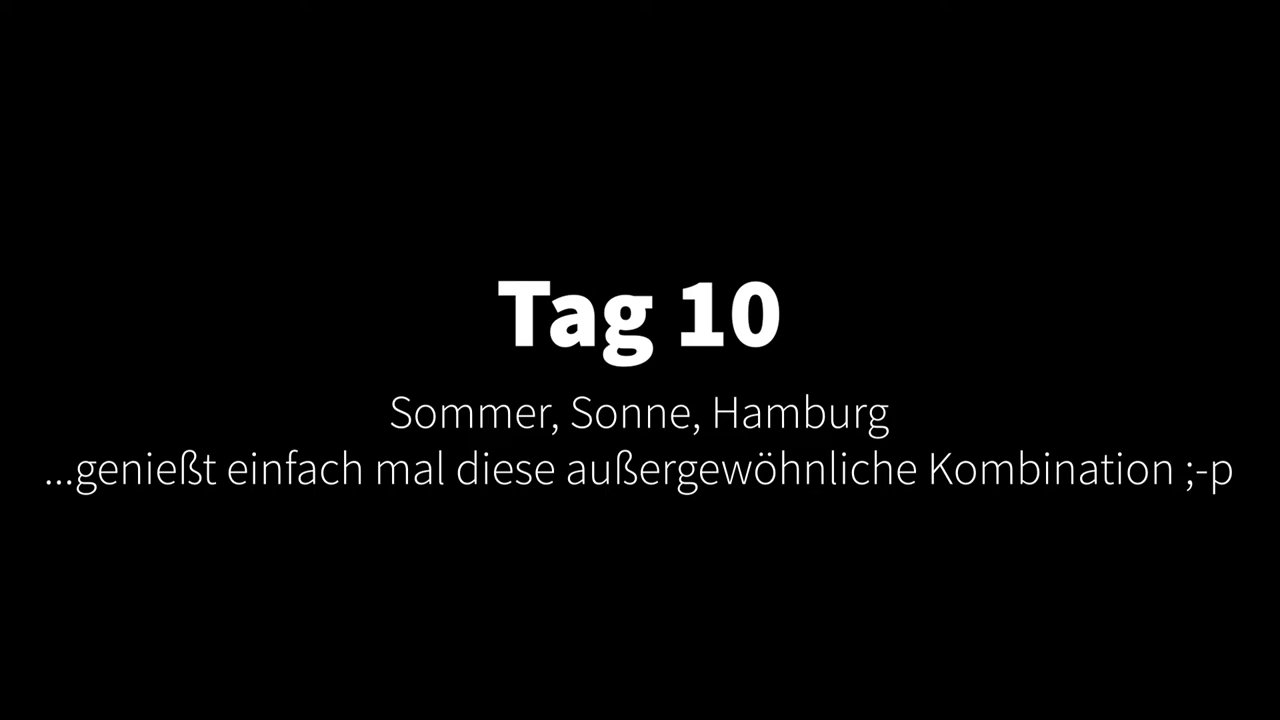 Tag 10
Sommer, Sonne, Hamburg
...genießt einfach mal diese außergewöhnliche Kombination ;-p